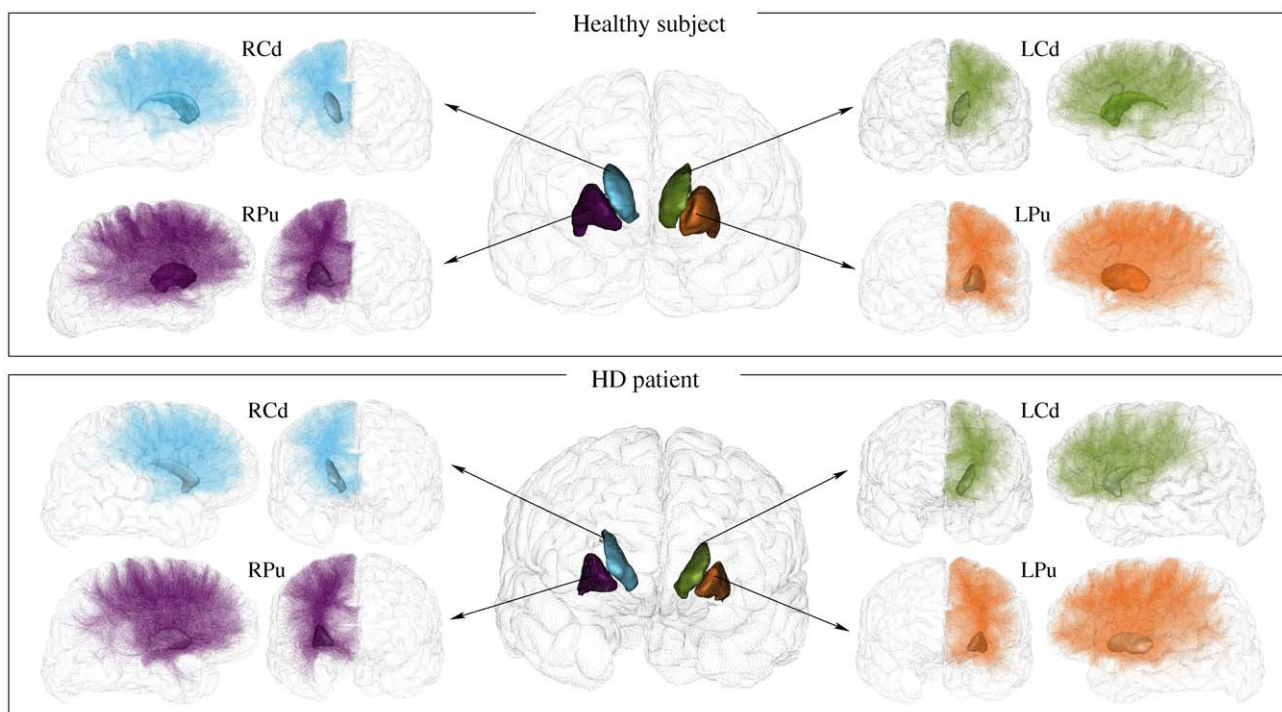 Healthy subject
RCd
LCd
RPu
LPu
HD patient
RCd
LCd
RPu
LPu